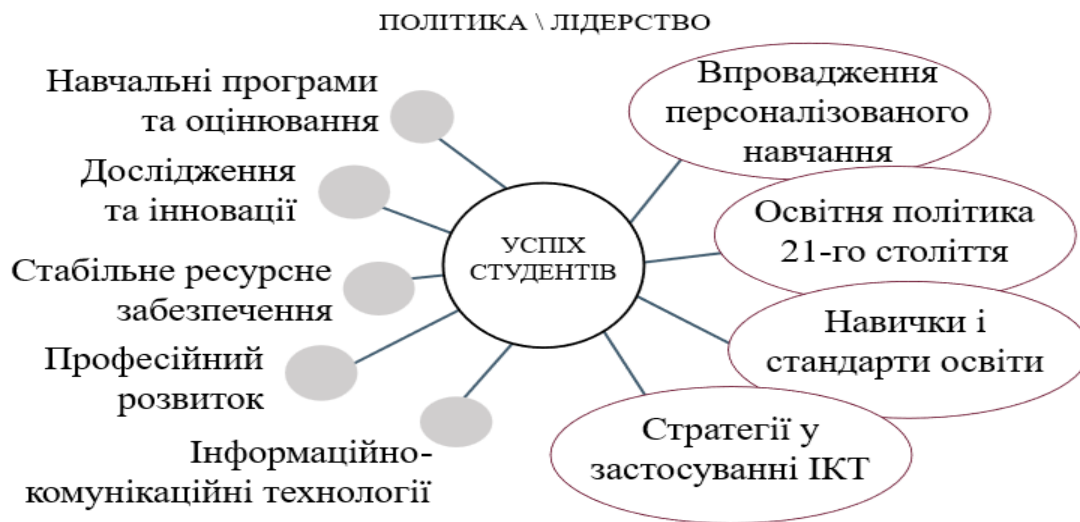 ПОЛІТИКА \ ЛІДЕРСТВО
Навчальні програми
та оцінювання
Дослідження
та інновації
Стабільне ресурсне
забезпечення
Професійний
розвиток
Інформаційно-
комунікаційні технології
УСПІХ
СТУДЕНТІВ
Впровадження
персоналізованого
навчання
Освітня політика
21-го століття
Навички і
стандарти освіти
Стратегії у
застосуванні ІКТ